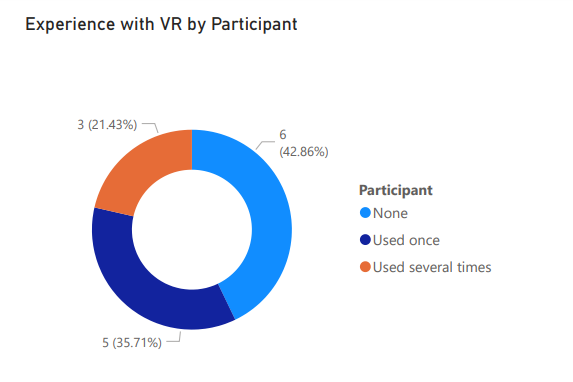 Experience with VR by Participant
3 (21.43%)
6
(42.86%)
Participant
None
Used once
Used several times
5 (35.71%)